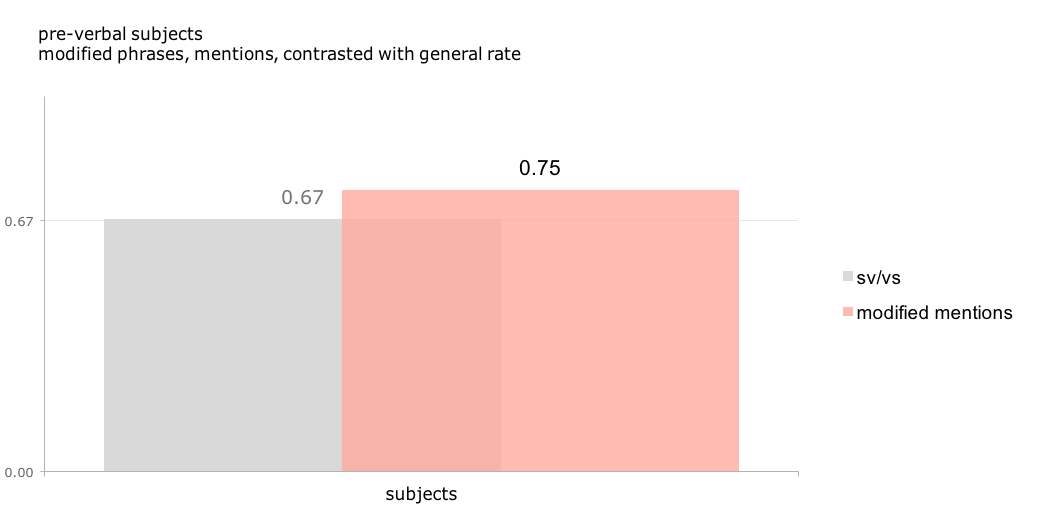 pre-verbal subjects
modified phrases, mentions, contrasted with general rate
0.75
0.67
0.67
sv/vs
modified mentions
0.00
subjects